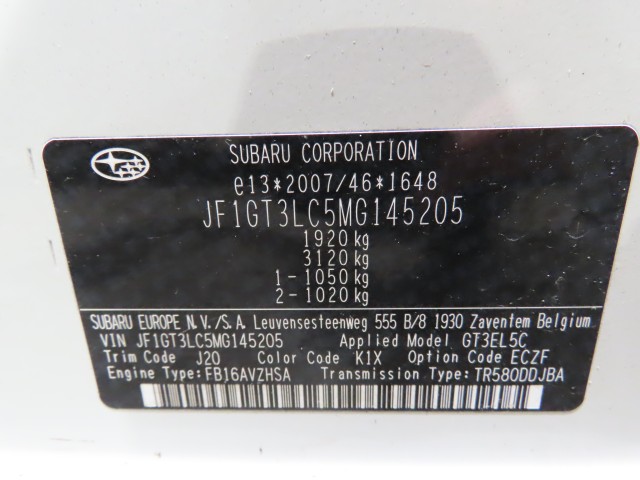 SUBARU CORPORATION
e13*2007/46*1648
JF1GT3LC5MG145205
1920 kg
3120 kg
1 - 1050 kg
2 - 1020 kg
SUBARU EUROPE N.V./S.A. Leuvensesteenweg 555 B/8 1930 Zaventem Belgium
VIN JF1GT3LC5MG145205 Applied Model GT3EL5C
Trim Code J20 Color Code K1X Option Code ECZF
Engine Type:FB16AVZHSA Transmission Type:TR580DDJBA